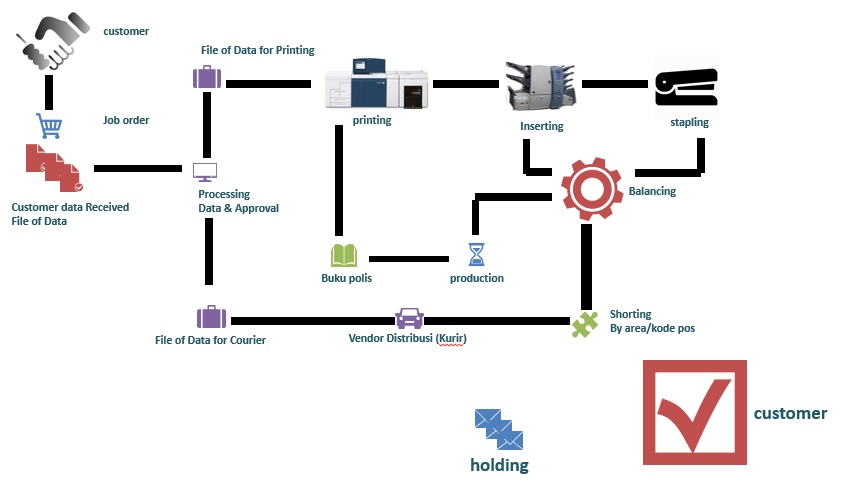 customer
File of Data for Printing
Job order
printing
Inserting
stapling
Customer data Received
File of Data
Processing
Data & Approval
Balancing
Buku polis
production
File of Data for Courier
Vendor Distribusi (Kurir)
Shorting
By area/kode pos
customer
holding